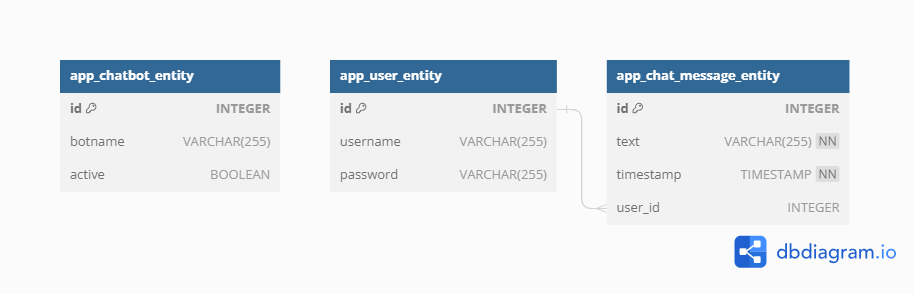 app_chatbot_entity
id INTEGER
botname VARCHAR(255)
active BOOLEAN
app_user_entity
id INTEGER
username VARCHAR(255)
password VARCHAR(255)
app_chat_message_entity
id INTEGER
text VARCHAR(255) NN
timestamp TIMESTAMP NN
user_id INTEGER
dbdiagram.io